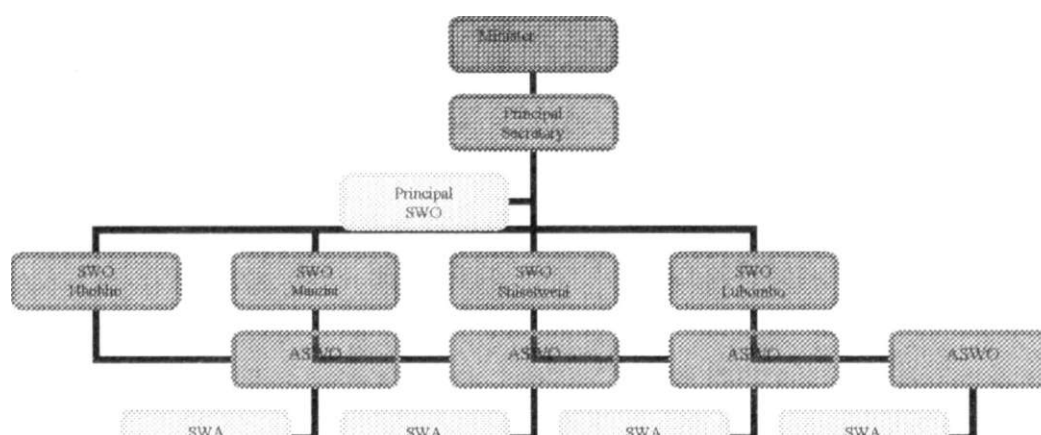 Minister
Principal
Secretary
Principal
SWO
SWO
Hhohho
SWO
Manzini
SWO
Shiselweni
SWO
Lubombo
ASWO
ASWO
ASWO
ASWO
SWA
SWA
SWA
SWA